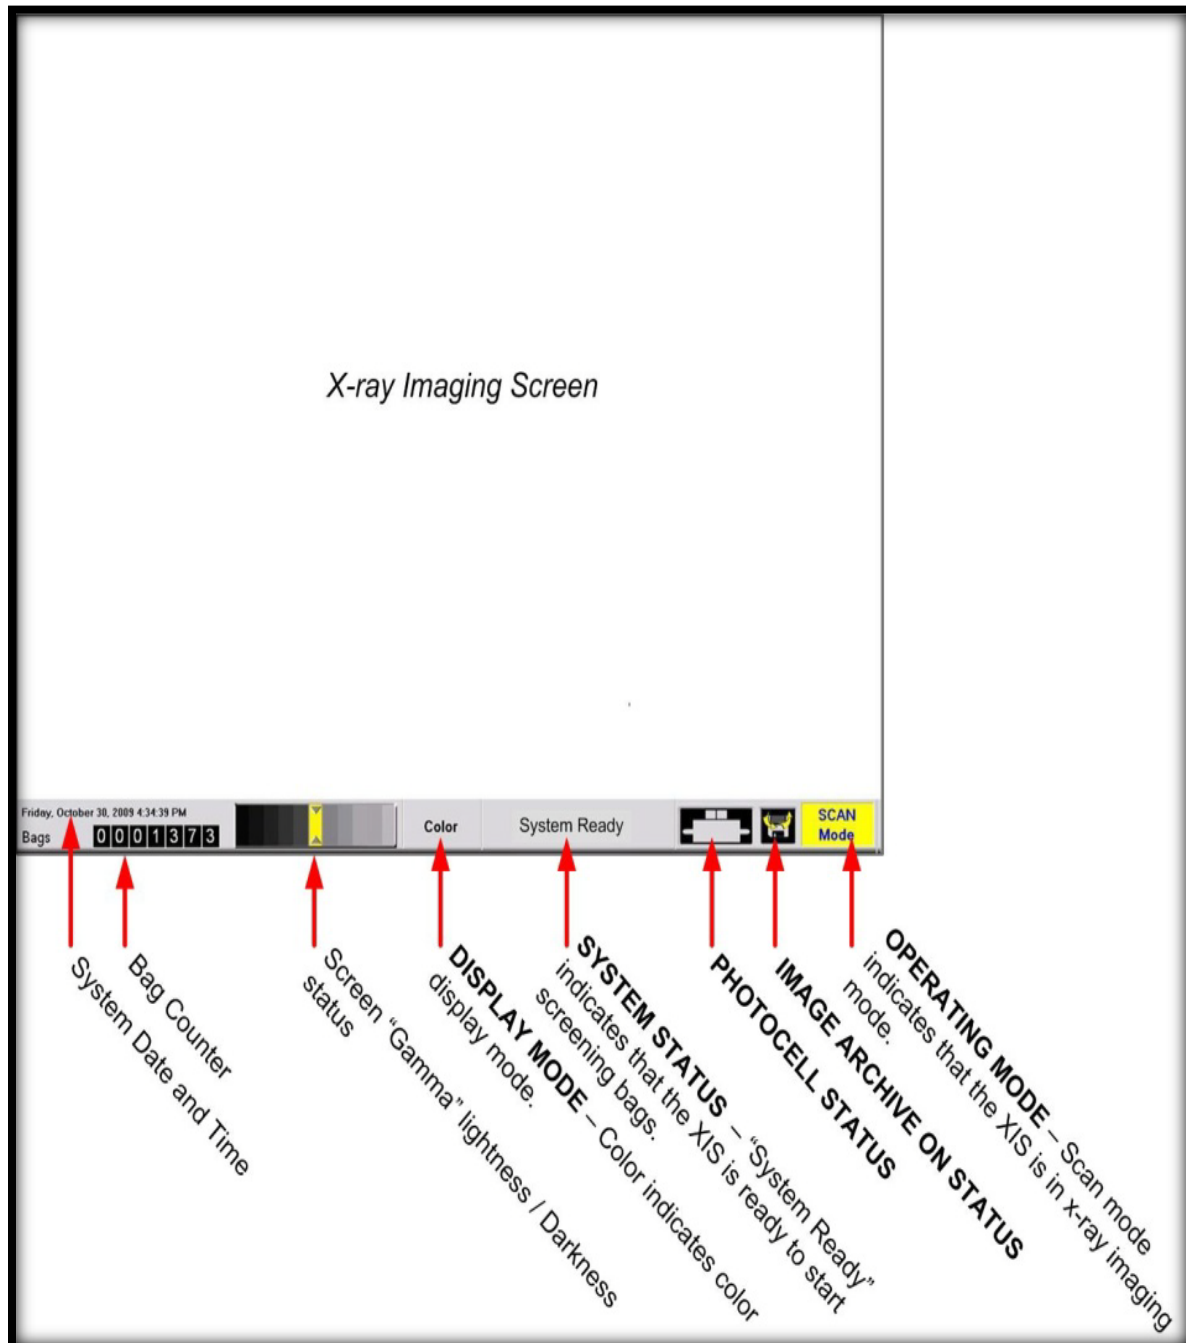 X-ray Imaging Screen
Friday, October 30, 2009 4:34:39 PM
Bags 0001373
Color
System Ready
SCAN
Mode
System Date and Time
Bag Counter
Screen “Gamma” lightness / Darkness
status
DISPLAY MODE – Color indicates color
display mode.
SYSTEM STATUS – “System Ready”
indicates that the XIS is ready to start
screening bags.
PHOTOCELL STATUS
IMAGE ARCHIVE ON STATUS
OPERATING MODE – Scan mode
indicates that the XIS is in x-ray imaging
mode.